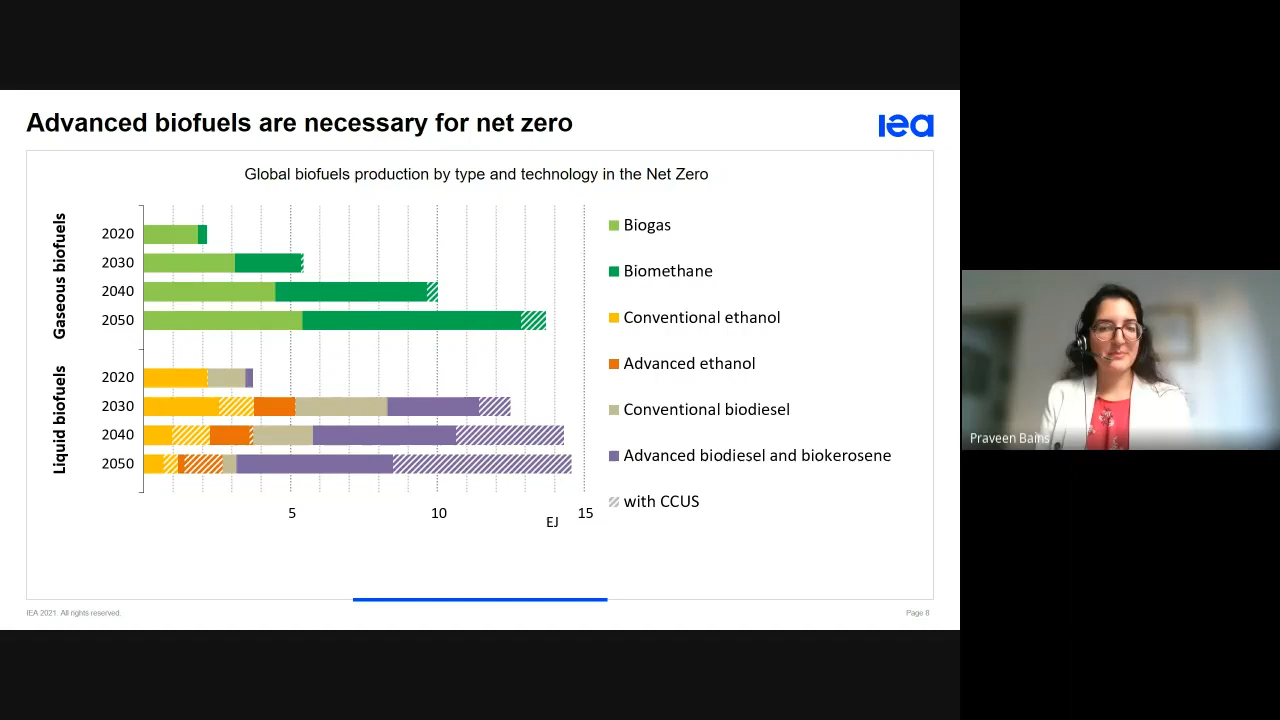 Advanced biofuels are necessary for net zero
iea
Global biofuels production by type and technology in the Net Zero
Gaseous biofuels
2020
2030
2040
2050
Liquid biofuels
2020
2030
2040
2050
5
10
15
EJ
Biogas
Biomethane
Conventional ethanol
Advanced ethanol
Conventional biodiesel
Advanced biodiesel and biokerosene
with CCUS
IEA 2021. All rights reserved.
Page 8
Praveen Bains